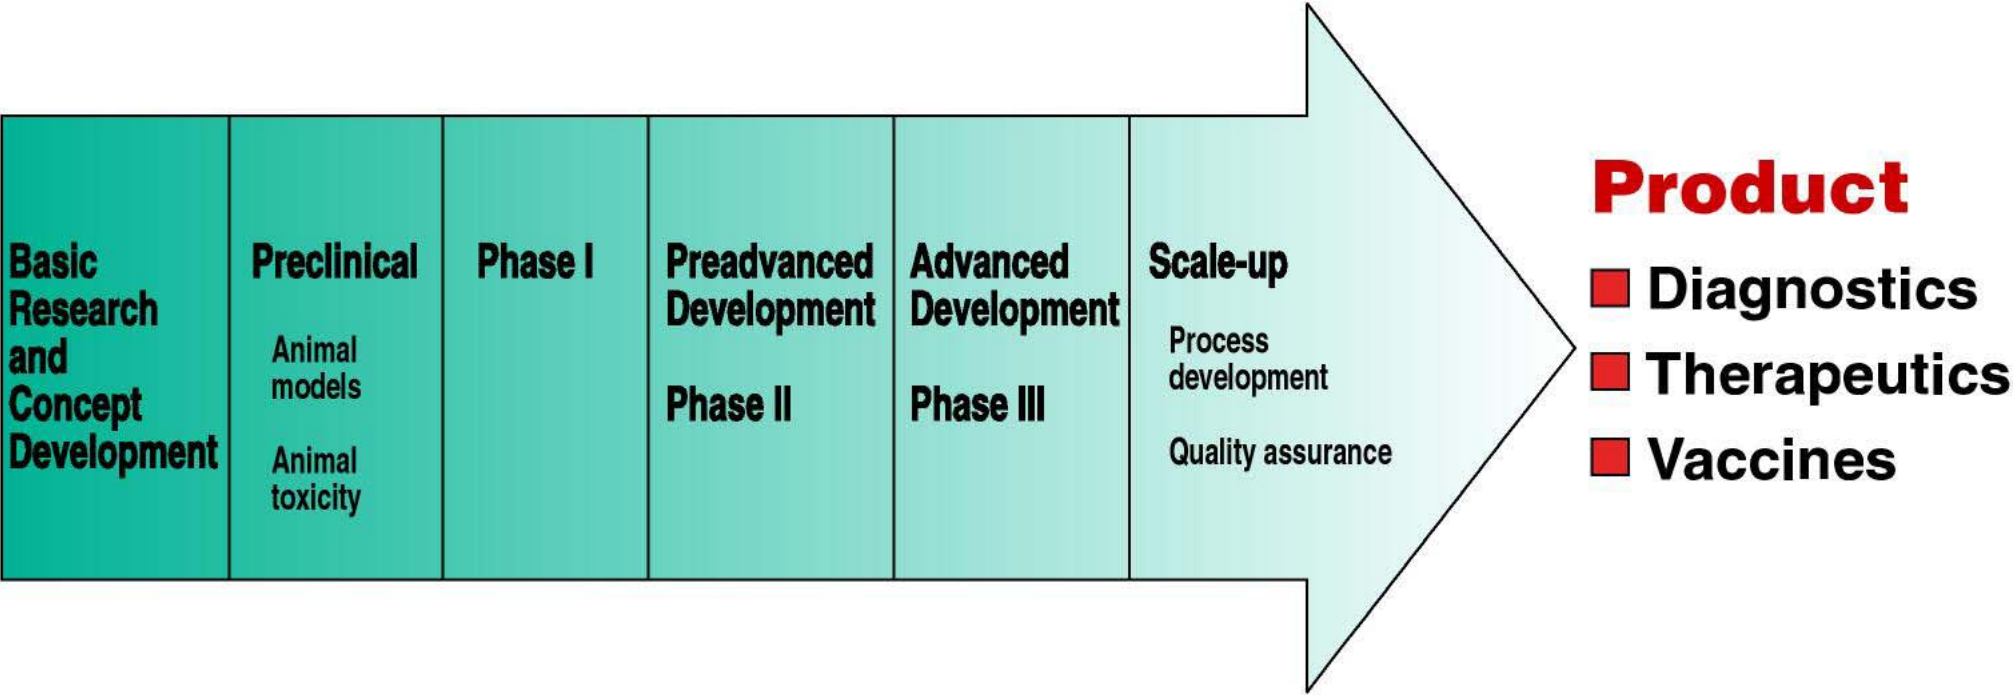 Basic
Research
and
Concept
Development
Preclinical
Animal
models
Animal
toxicity
Phase I
Preadvanced
Development
Phase II
Advanced
Development
Phase III
Scale-up
Process
development
Quality assurance
Product
Diagnostics
Therapeutics
Vaccines